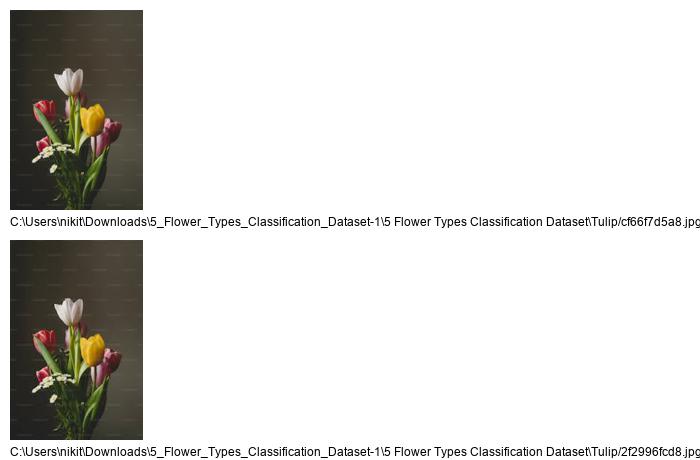 C:\Users\nikit\Downloads\5_Flower_Types_Classification_Dataset-1\5 Flower Types Classification Dataset\Tulip/cf66f7d5a8.jpg
C:\Users\nikit\Downloads\5_Flower_Types_Classification_Dataset-1\5 Flower Types Classification Dataset\Tulip/2f2996fcd8.jpg